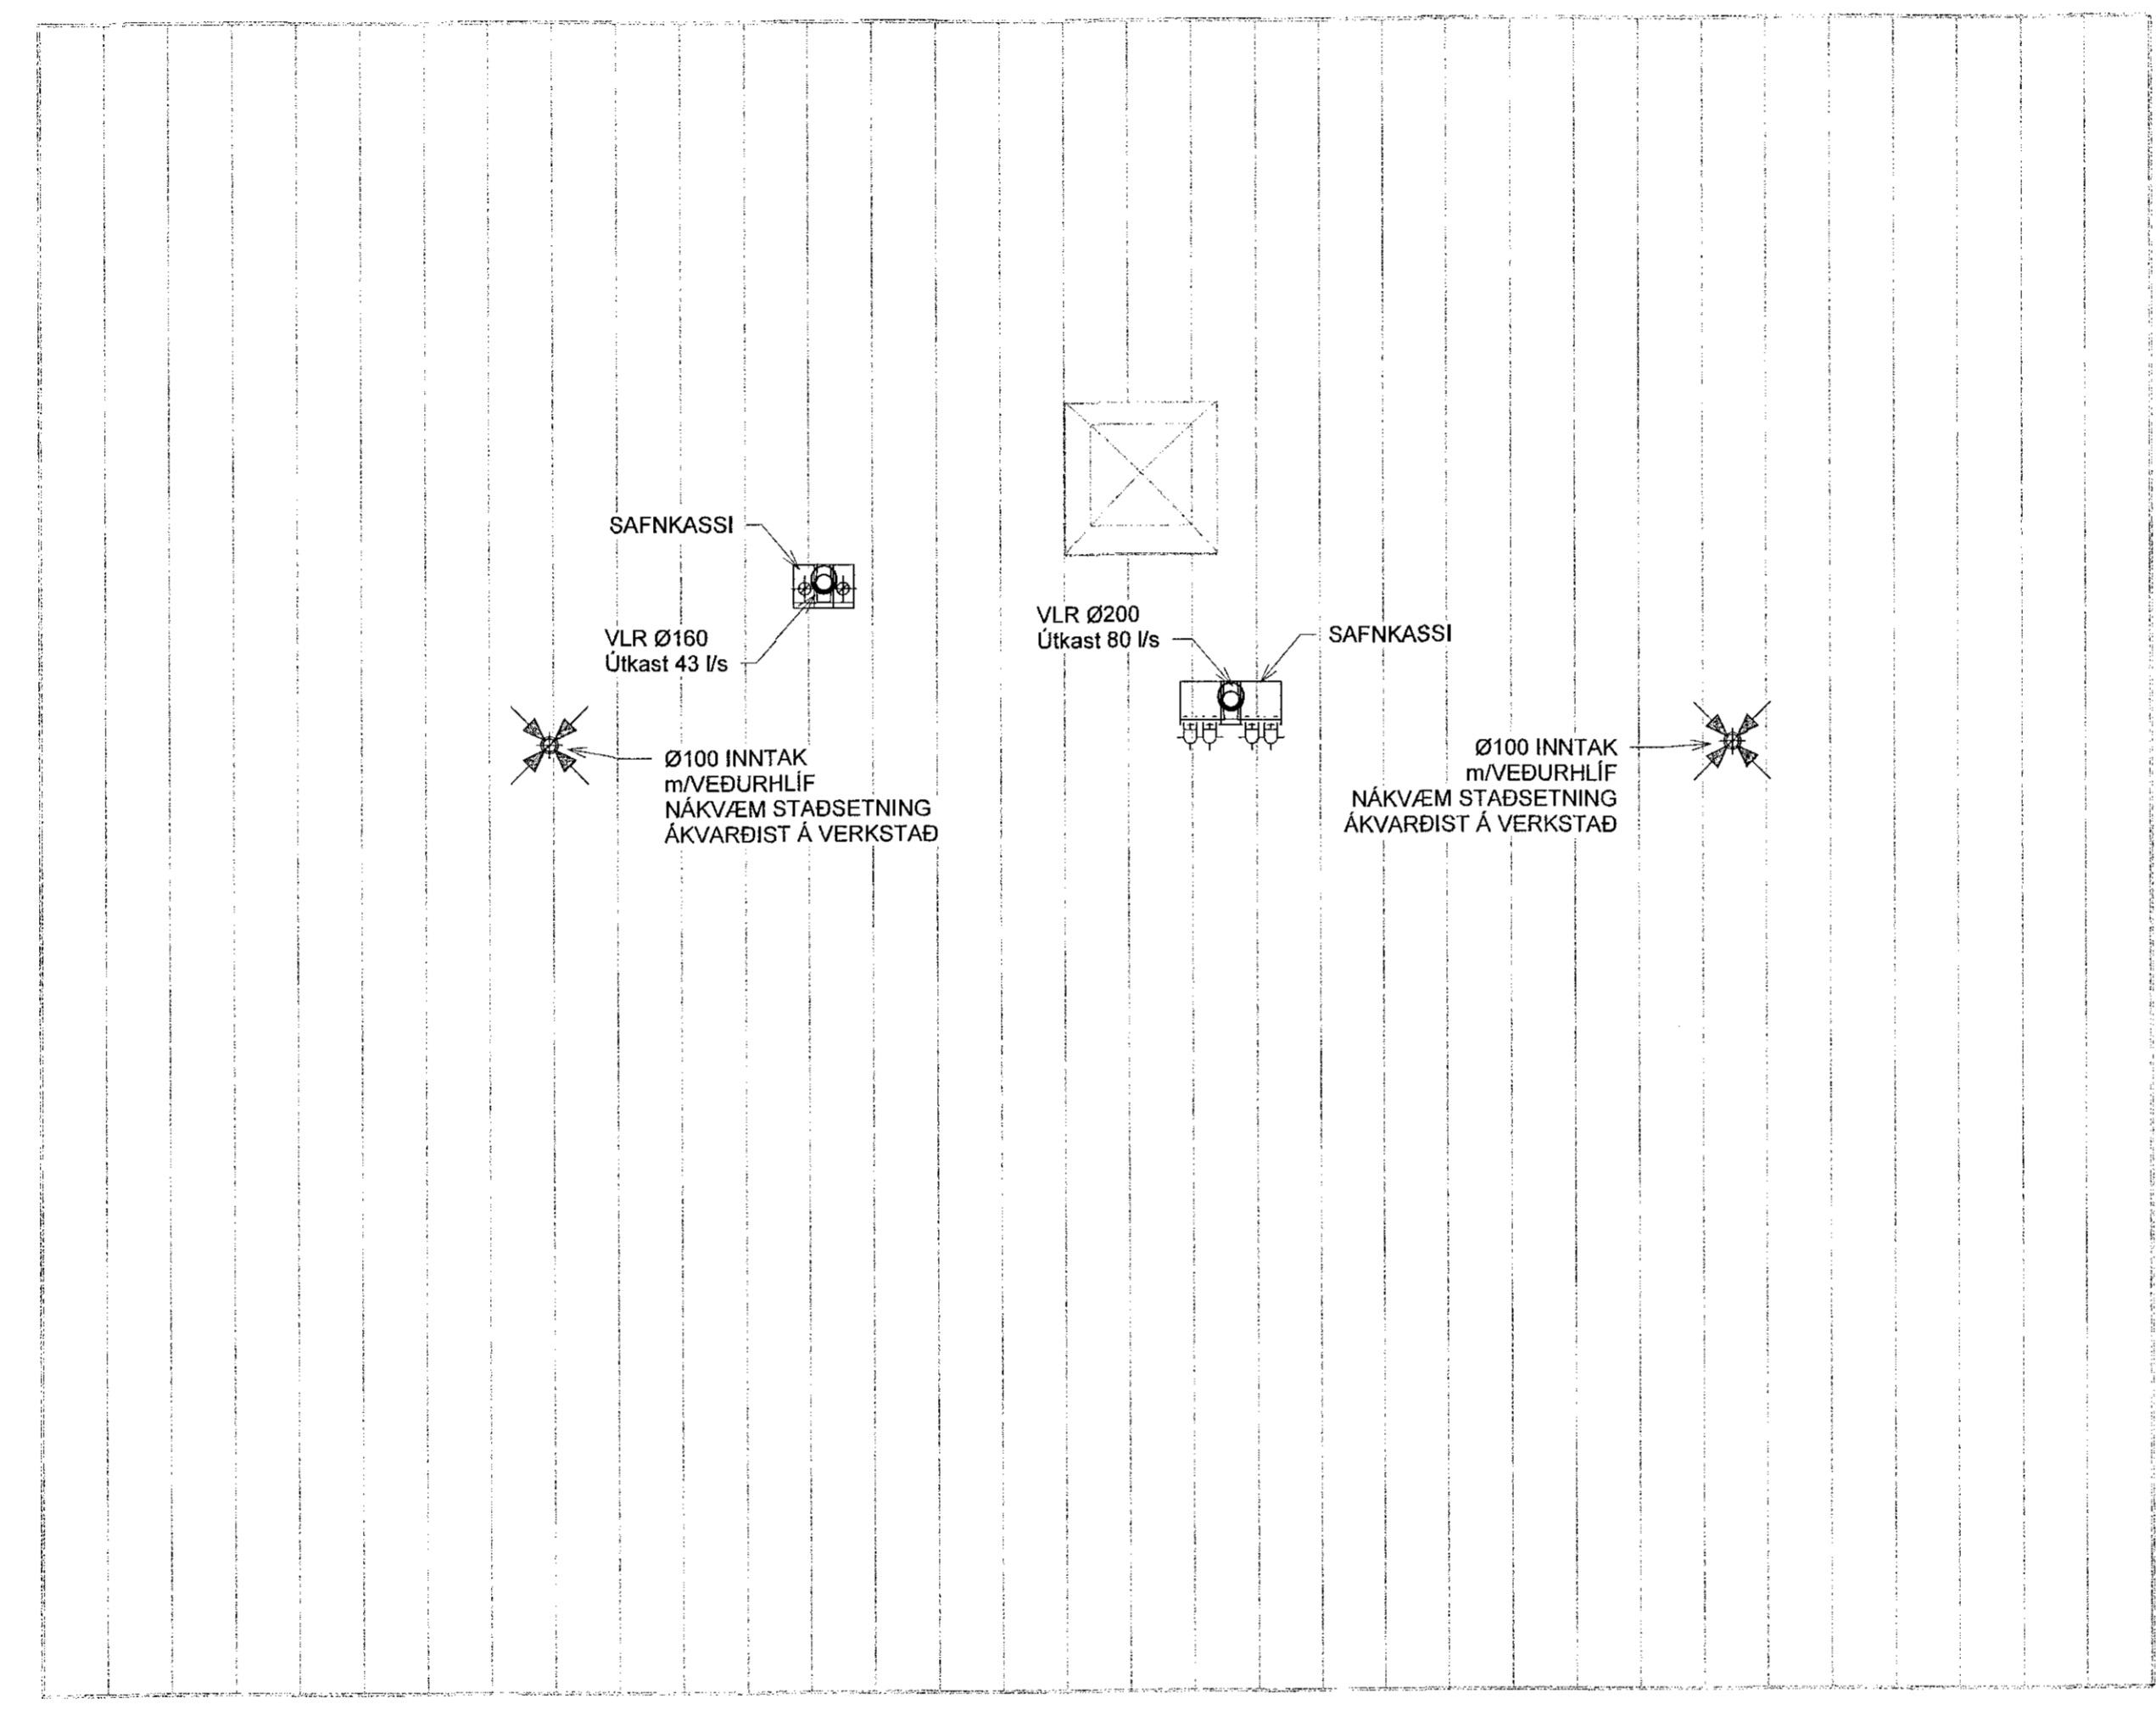 SAFNKASSI
VLR Ø160
Útkast 43 l/s
VLR Ø200
Útkast 80 l/s
SAFNKASSI
Ø100 INNTAK
m/VEÐURHLÍF
NÁKVÆM STAÐSETNING
ÁKVARÐIST Á VERKSTAÐ
Ø100 INNTAK
m/VEÐURHLÍF
NÁKVÆM STAÐSETNING
ÁKVARÐIST Á VERKSTAÐ